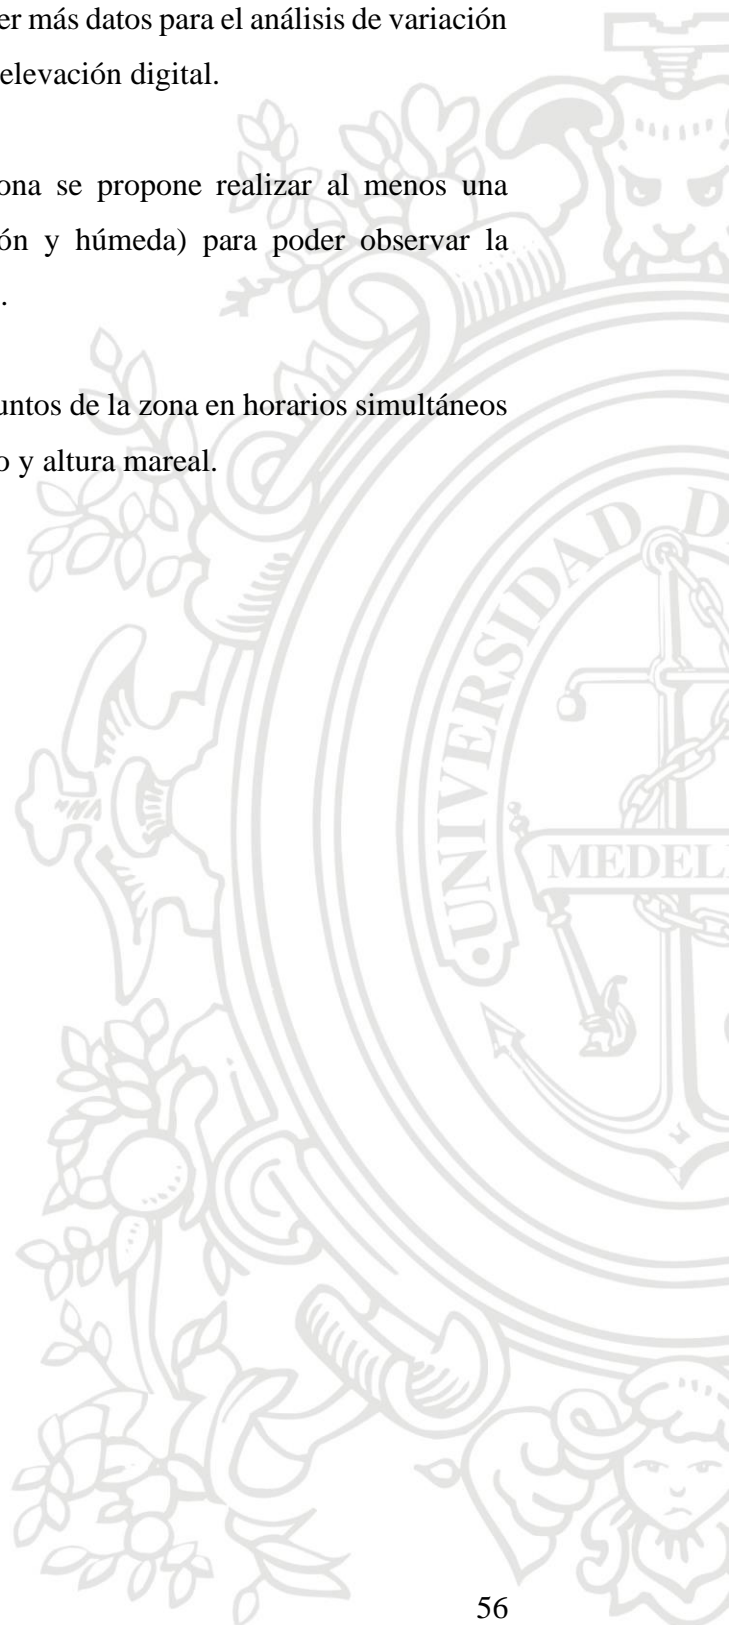 er más datos para el análisis de variación
elevación digital.
ona se propone realizar al menos una
ón y húmeda) para poder observar la
.
untos de la zona en horarios simultáneos
o y altura mareal.
UNIVERSIDAD D
MEDEL
56